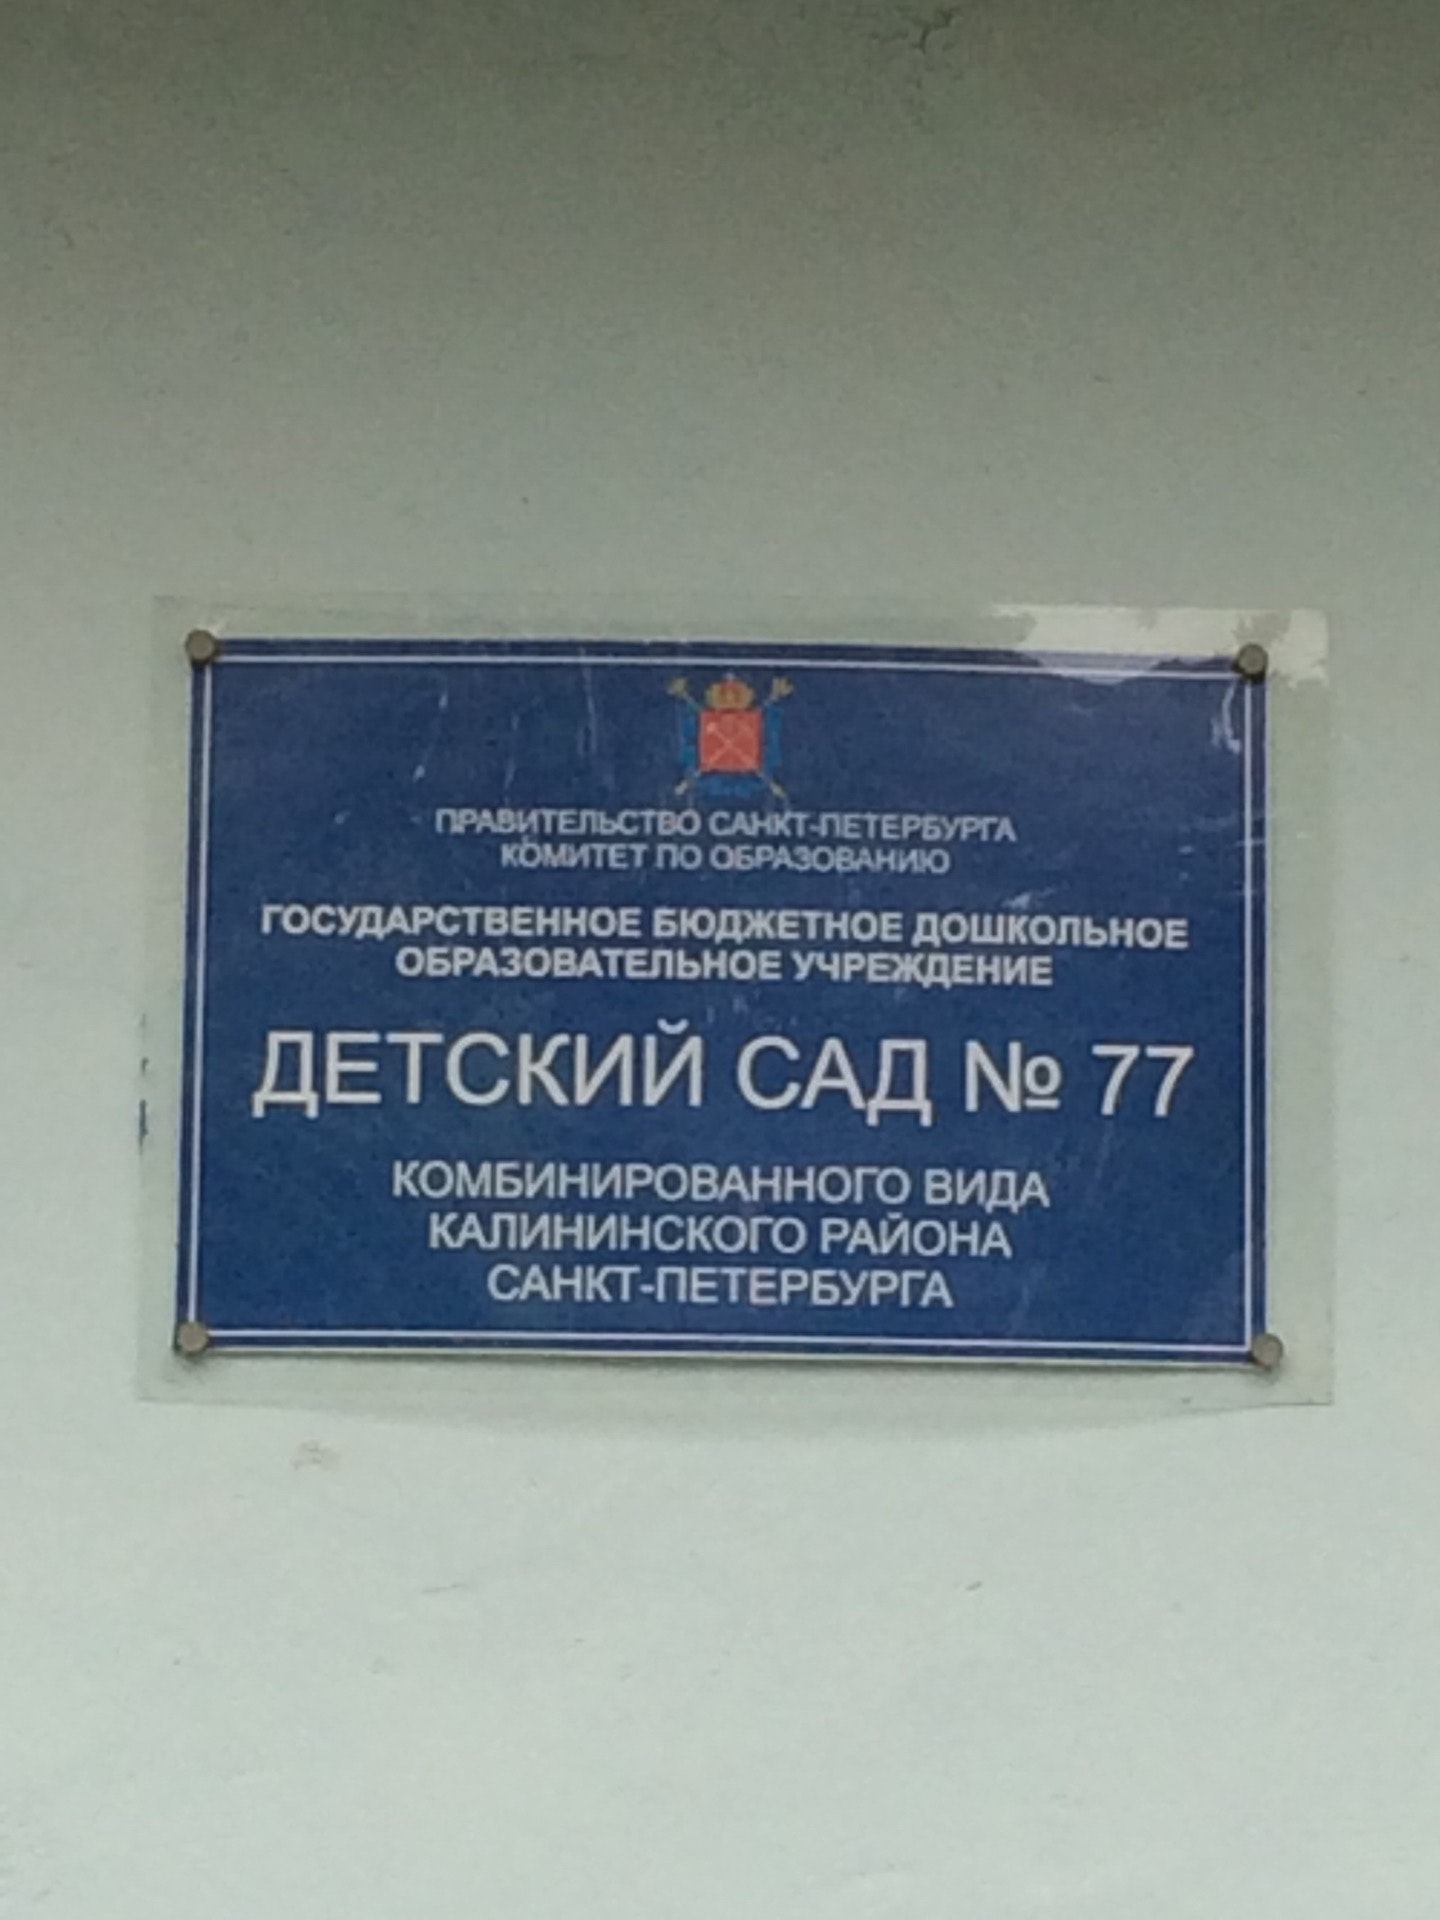 ПРАВИТЕЛЬСТВО САНКТ-ПЕТЕРБУРГА
КОМИТЕТ ПО ОБРАЗОВАНИЮ
ГОСУДАРСТВЕННОЕ БЮДЖЕТНОЕ ДОШКОЛЬНОЕ
ОБРАЗОВАТЕЛЬНОЕ УЧРЕЖДЕНИЕ
ДЕТСКИЙ САД № 77
КОМБИНИРОВАННОГО ВИДА
КАЛИНИНСКОГО РАЙОНА
САНКТ-ПЕТЕРБУРГА